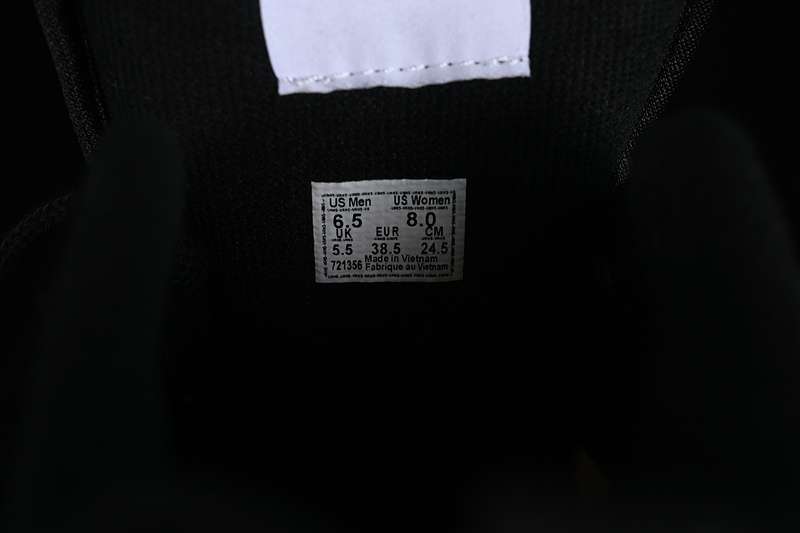 US Men US Women
6.5 8.0
UK EUR CM
5.5 38.5 24.5
Made in Vietnam
721356 Fabrique au Vietnam